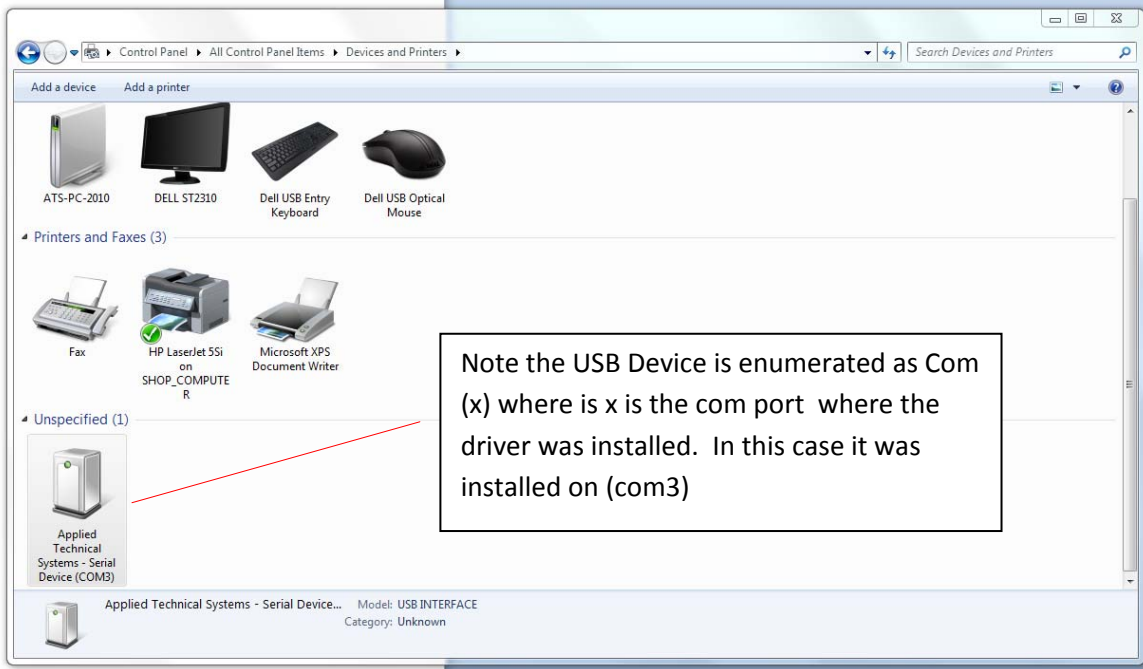 Control Panel ▸ All Control Panel Items ▸ Devices and Printers ▸
Search Devices and Printers
Add a device Add a printer
ATS-PC-2010
DELL ST2310
Dell USB Entry
Keyboard
Dell USB Optical
Mouse
Printers and Faxes (3)
Fax
HP LaserJet 5Si
on
SHOP_COMPUTE
R
Microsoft XPS
Document Writer
Note the USB Device is enumerated as Com
(x) where is x is the com port where the
driver was installed. In this case it was
installed on (com3)
Unspecified (1)
Applied
Technical
Systems - Serial
Device (COM3)
Applied Technical Systems - Serial Device... Model: USB INTERFACE
Category: Unknown